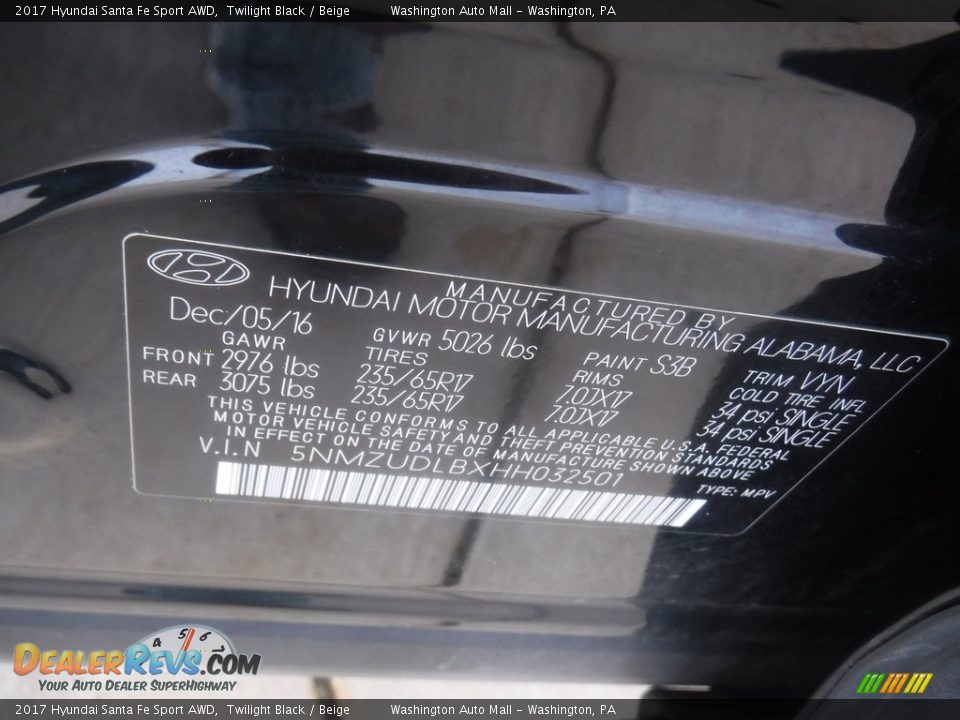 2017 Hyundai Santa Fe Sport AWD, Twilight Black / Beige Washington Auto Mall - Washington, PA
MANUFACTURED BY
HYUNDAI MOTOR MANUFACTURING ALABAMA, LLC
Dec/05/16 GVWR 5026 lbs PAINT S3B TRIM VYN
GAWR TIRES RIMS COLD TIRE INFL
FRONT 2976 lbs 235/65R17 7.0JX17 34 psi SINGLE
REAR 3075 lbs 235/65R17 7.0JX17 34 psi SINGLE
THIS VEHICLE CONFORMS TO ALL APPLICABLE U.S. FEDERAL
MOTOR VEHICLE SAFETY AND THEFT PREVENTION STANDARDS
IN EFFECT ON THE DATE OF MANUFACTURE SHOWN ABOVE
V.I.N 5NMZUDLBXHH032501
TYPE: MPV
4 5 6
DealerRevs.com
Your Auto Dealer SuperHighway
2017 Hyundai Santa Fe Sport AWD, Twilight Black / Beige Washington Auto Mall - Washington, PA